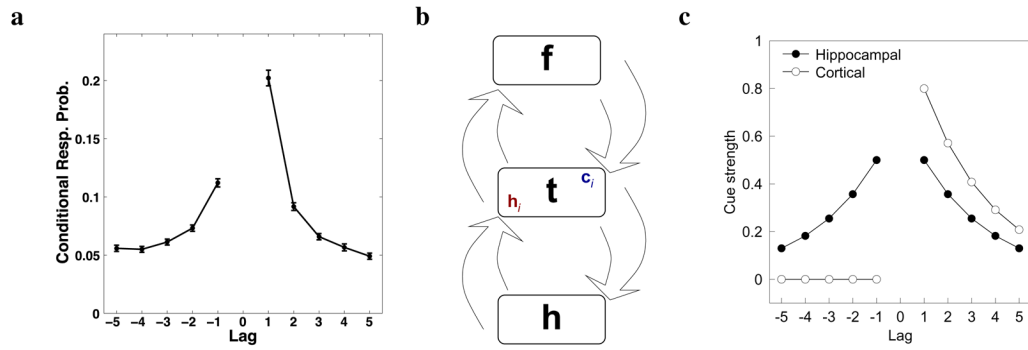 a
Conditional Resp. Prob.
0.2
0.15
0.1
0.05
0
−5 −4 −3 −2 −1 0 1 2 3 4 5
Lag
b
f
t
c_i
h_i
h
c
Hippocampal
Cortical
Cue strength
1
0.8
0.6
0.4
0.2
0
-5 -4 -3 -2 -1 0 1 2 3 4 5
Lag